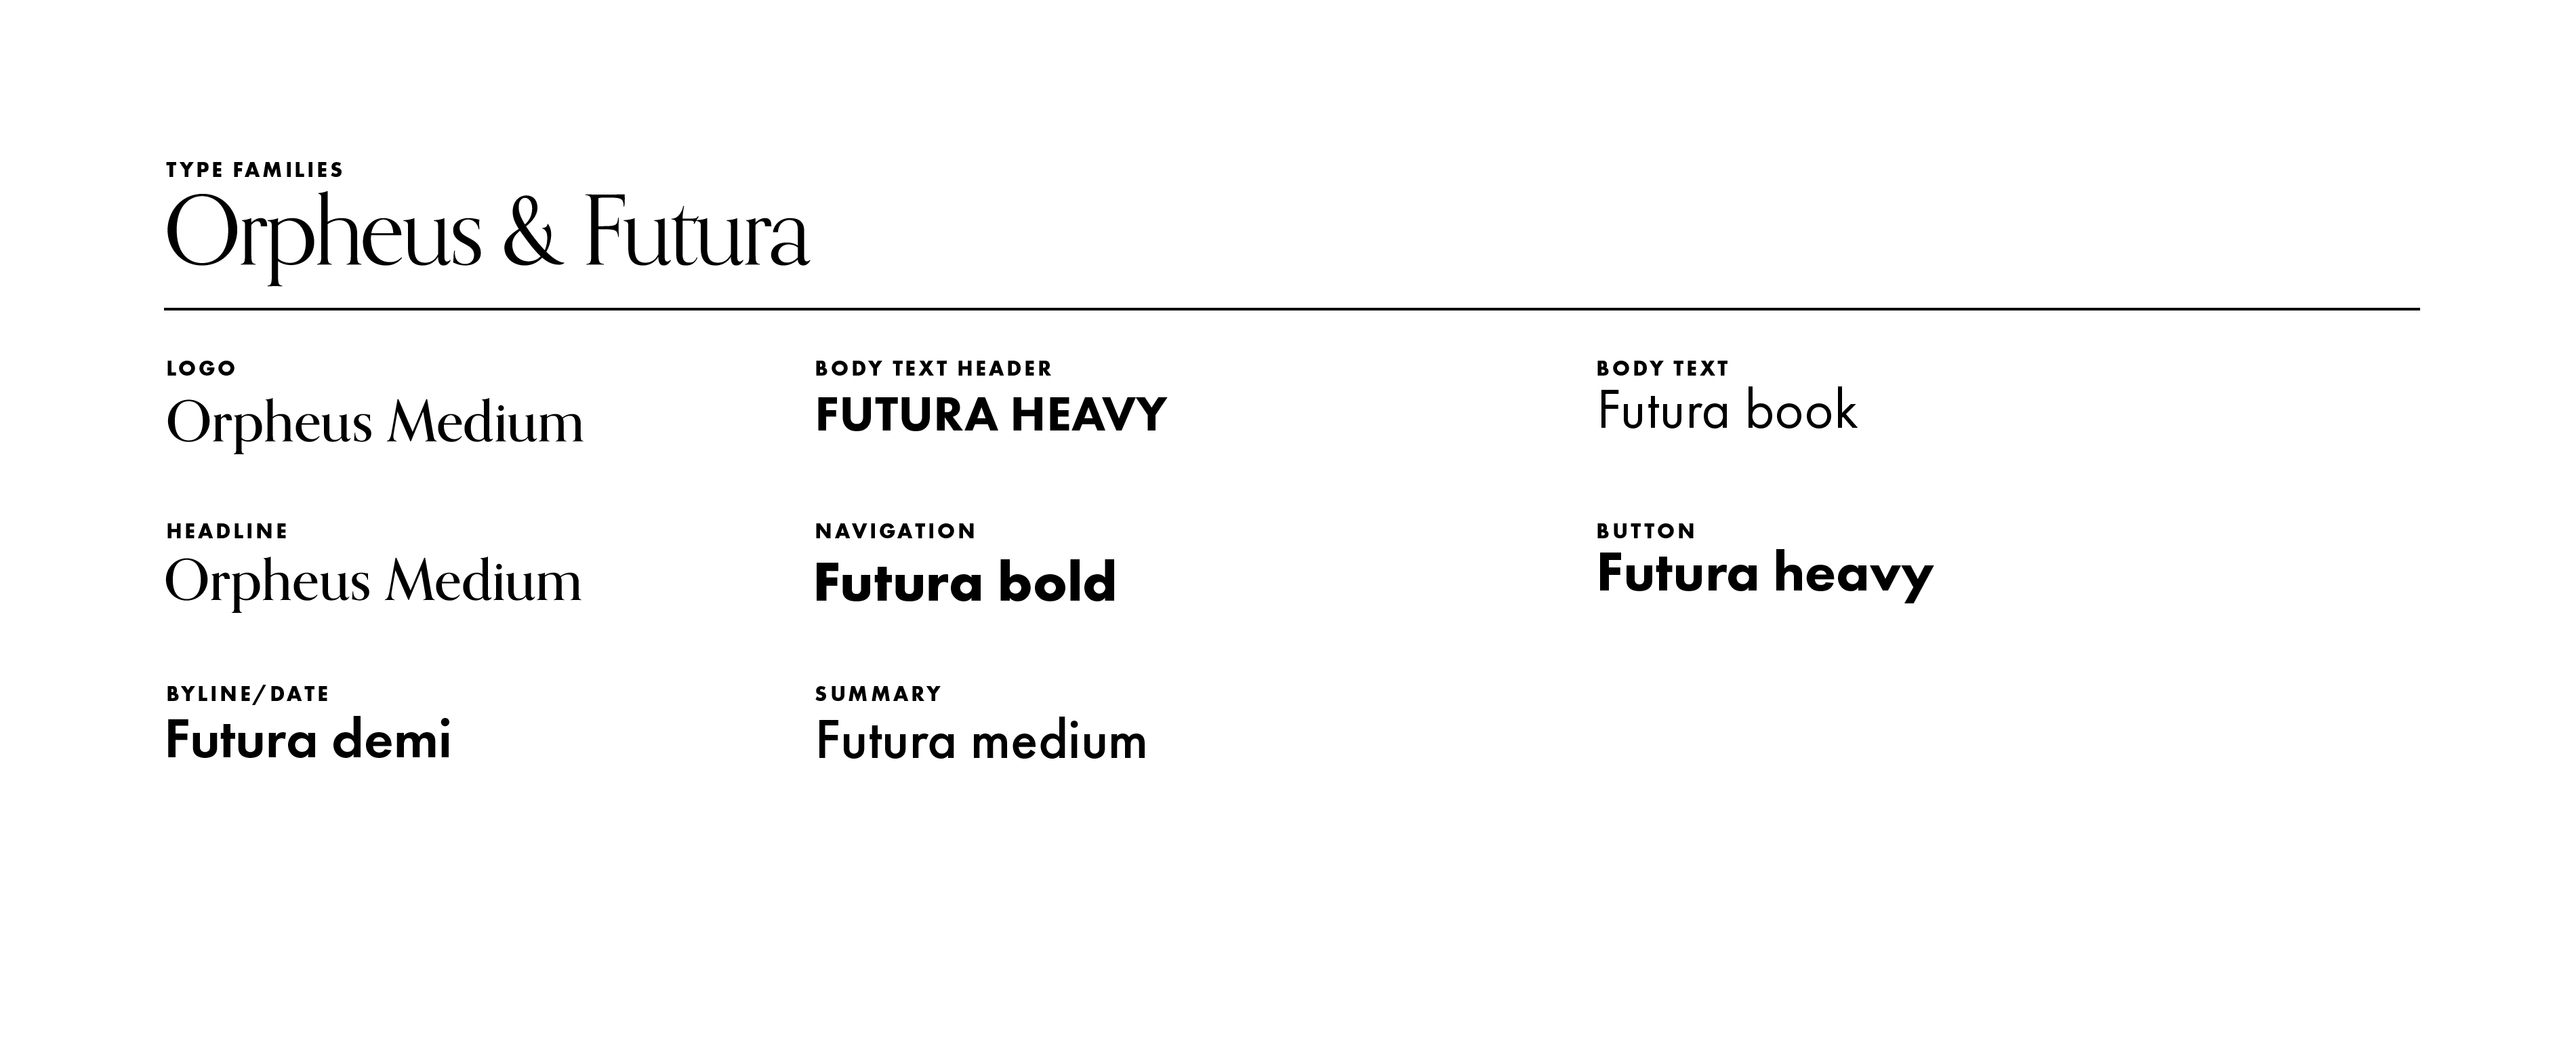 TYPE FAMILIES
Orpheus & Futura
LOGO
Orpheus Medium
BODY TEXT HEADER
FUTURA HEAVY
BODY TEXT
Futura book
HEADLINE
Orpheus Medium
NAVIGATION
Futura bold
BUTTON
Futura heavy
BYLINE/DATE
Futura demi
SUMMARY
Futura medium